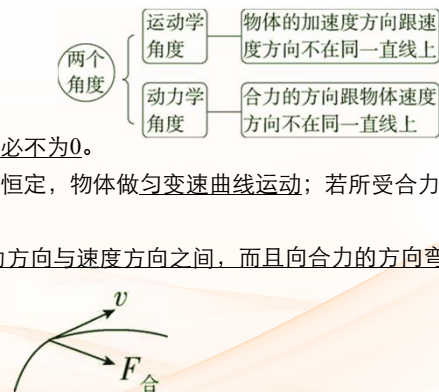 两个
角度
运动学
角度
物体的加速度方向跟速
度方向不在同一直线上
动力学
角度
合力的方向跟物体速度
方向不在同一直线上
必不为0。
恒定，物体做匀变速曲线运动；若所受合力
方向与速度方向之间，而且向合力的方向弯
v
F合